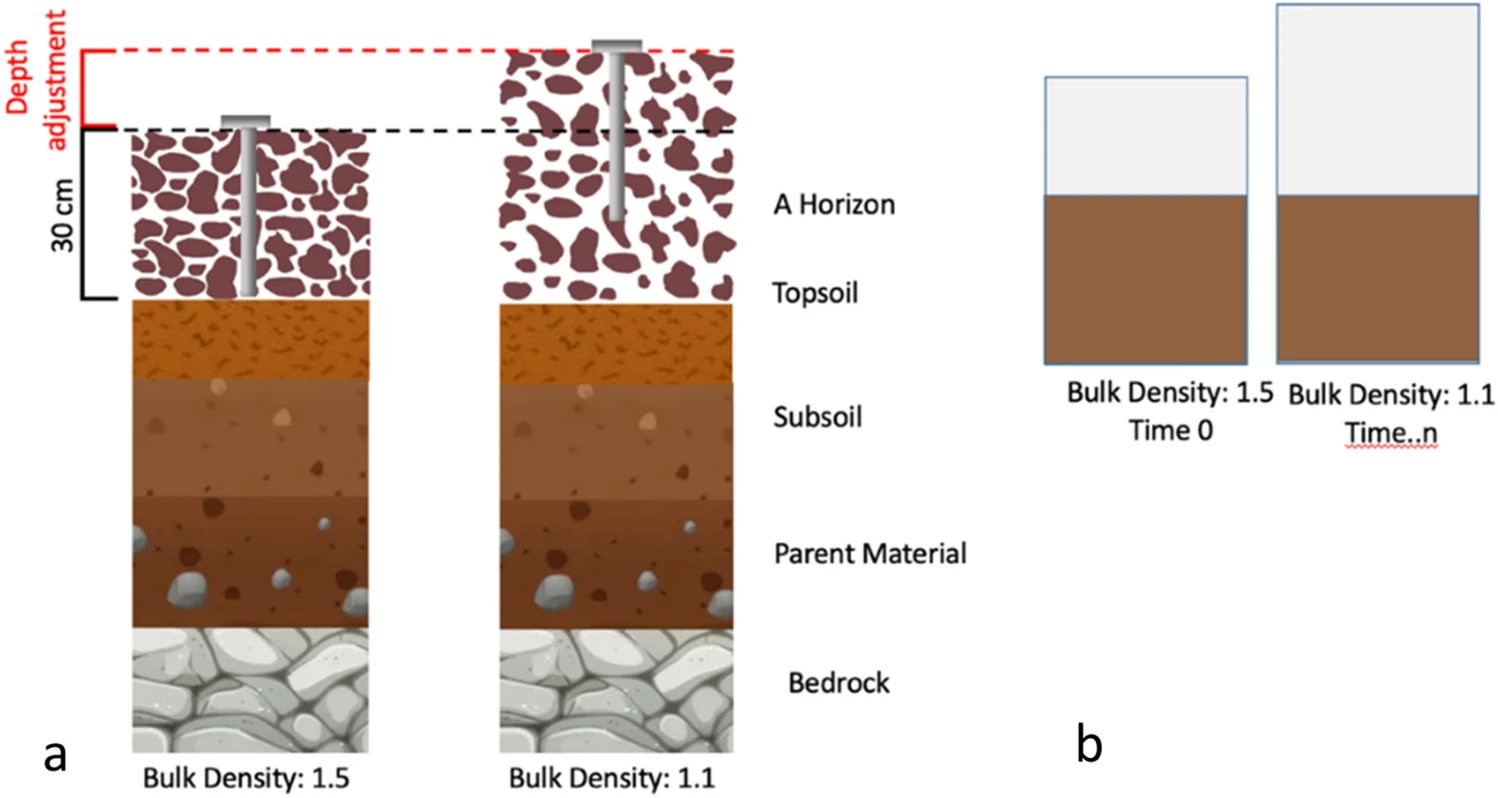 Depth
adjustment
30 cm
A Horizon
Topsoil
Subsoil
Parent Material
Bedrock
Bulk Density: 1.5
Bulk Density: 1.1
a
Bulk Density: 1.5
Time 0
Bulk Density: 1.1
Time..n
b